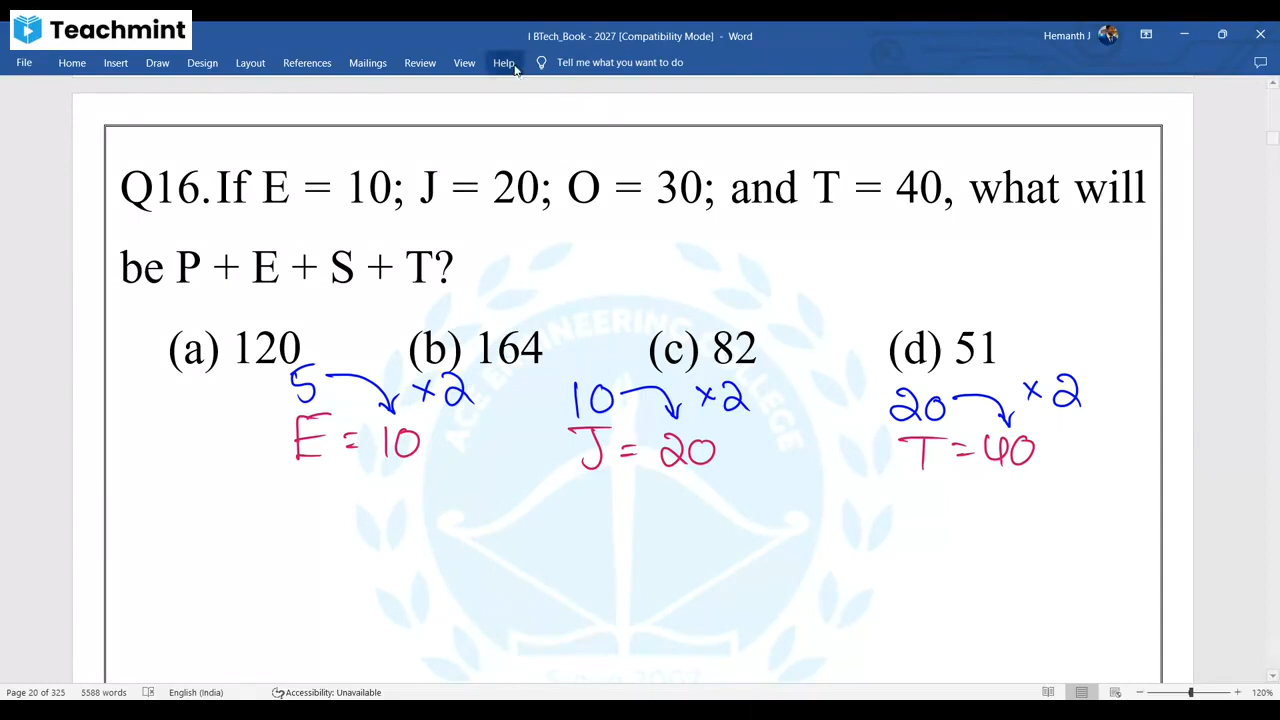 Teachmint
I BTech_Book - 2027 [Compatibility Mode] - Word
Hemanth J
File Home Insert Draw Design Layout References Mailings Review View Help Tell me what you want to do
Q16. If E = 10; J = 20; O = 30; and T = 40, what will
be P + E + S + T?
(a) 120 (b) 164 (c) 82 (d) 51
5 ×2 10 ×2 20 ×2
E = 10 J = 20 T = 40
ACE ENGINEERING COLLEGE
Page 20 of 325 5588 words English (India) Accessibility: Unavailable 120%